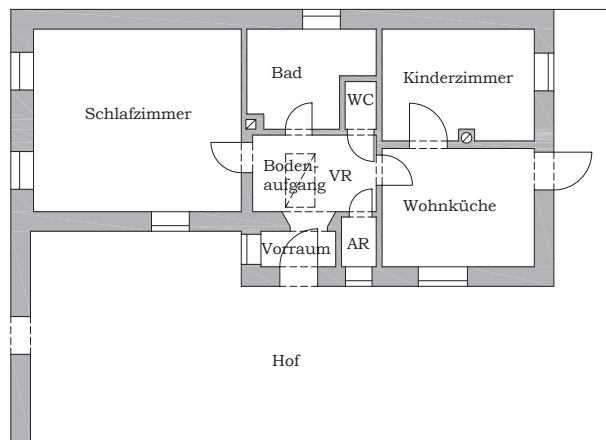 Bad
Kinderzimmer
WC
Schlafzimmer
Boden-
aufgang
VR
Wohnküche
Vorraum
AR
Hof